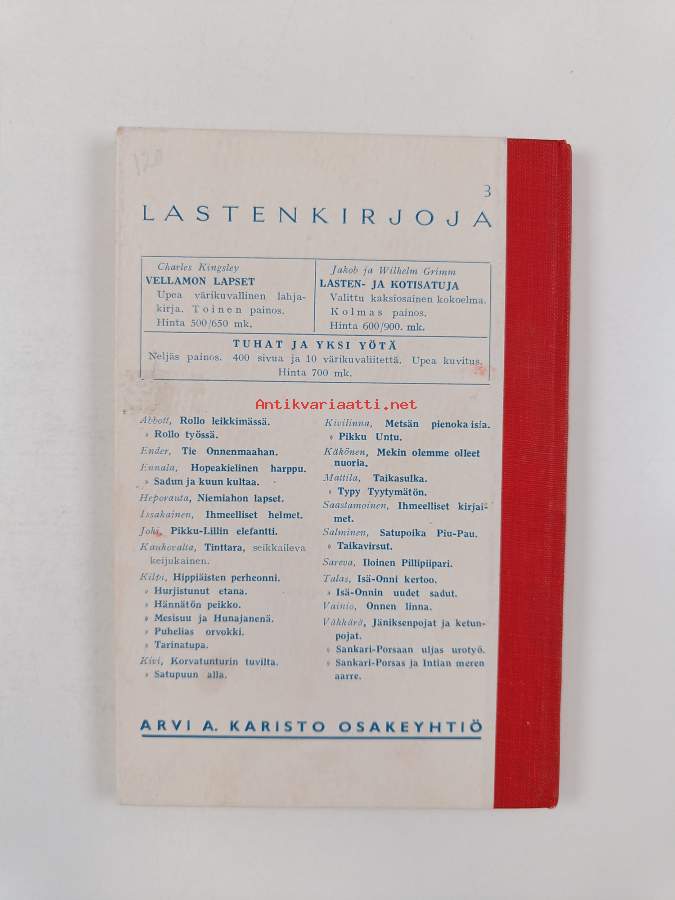 120
3
LASTENKIRJOJA
Charles Kingsley
VELLAMON LAPSET
Upea värikuvallinen lahja-
kirja. Toinen painos.
Hinta 500/650 mk.
Jakob ja Wilhelm Grimm
LASTEN- JA KOTISATUJA
Valittu kaksiosainen kokoelma.
Kolmas painos.
Hinta 600/900. mk.
TUHAT JA YKSI YÖTÄ
Neljäs painos. 400 sivua ja 10 värikuvaliitettä. Upea kuvitus.
Hinta 700 mk.
Antikvariaatti.net
Abbott, Rollo leikkimässä.
» Rollo työssä.
Ender, Tie Onnenmaahan.
Ennala, Hopeakielinen harppu.
» Sadun ja kuun kultaa.
Heporauta, Niemiahon lapset.
Issakainen, Ihmeelliset helmet.
Johi, Pikku-Lillin elefantti.
Kauhovalta, Tinttara, seikkaileva
keijukainen.
Kilpi, Hippiäisten perheonni.
» Hurjistunut etana.
» Hännätön peikko.
» Mesisuu ja Hunajanenä.
» Puhelias orvokki.
» Tarinatupa.
Kivi, Korvatunturin tuvilta.
» Satupuun alla.
Kivilinna, Metsän pienokaisia.
» Pikku Untu.
Käkönen, Mekin olemme olleet
nuoria.
Mattila, Taikasulka.
» Typy Tyytymätön.
Saastamoinen, Ihmeelliset kirjai-
met.
Salminen, Satupoika Piu-Pau.
» Taikavirsut.
Sareva, Iloinen Pillipiipari.
Talas, Isä-Onni kertoo.
» Isä-Onnin uudet sadut.
Vainio, Onnen linna.
Vähkärä, Jäniksenpojat ja ketun-
pojat.
» Sankari-Porsaan uljas urotyö.
» Sankari-Porsas ja Intian meren
aarre.
ARVI A. KARISTO OSAKEYHTIÖ